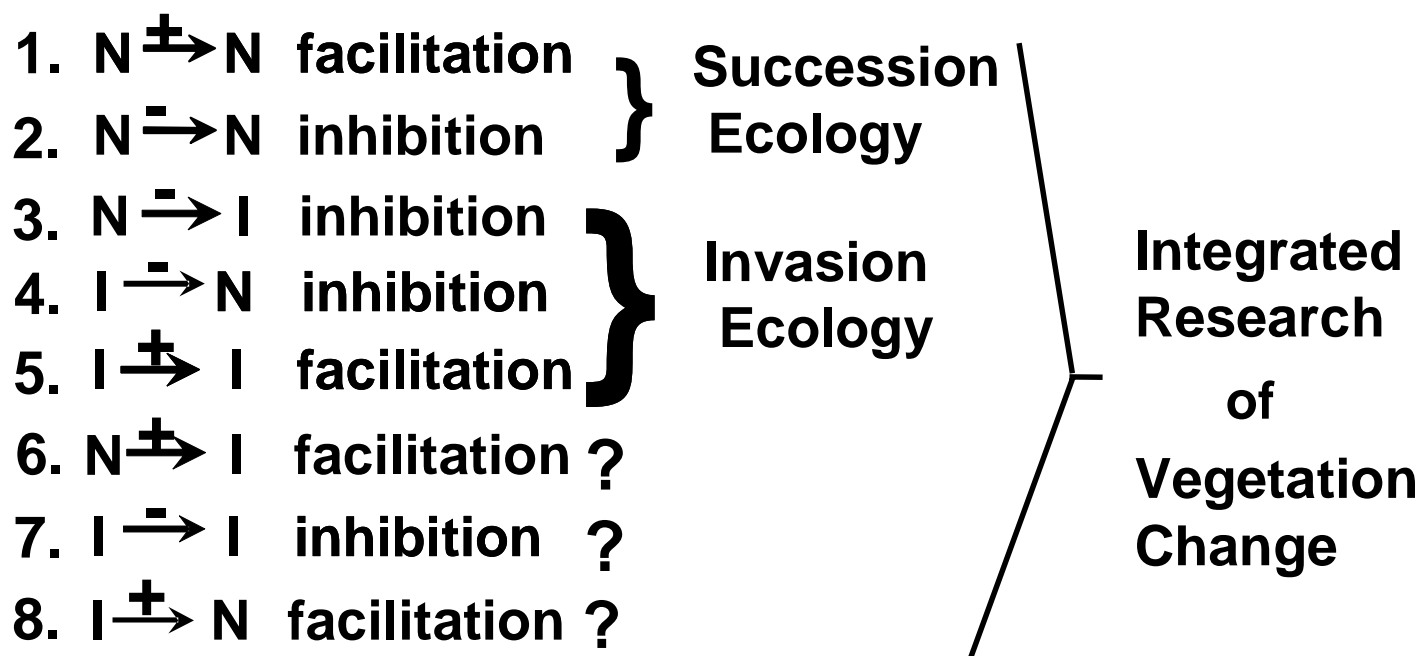 1. N + → N facilitation
2. N - → N inhibition
3. N - → I inhibition
4. I - → N inhibition
5. I + → I facilitation
6. N + → I facilitation ?
7. I - → I inhibition ?
8. I + → N facilitation ?
Succession
Ecology
Invasion
Ecology
Integrated
Research
of
Vegetation
Change